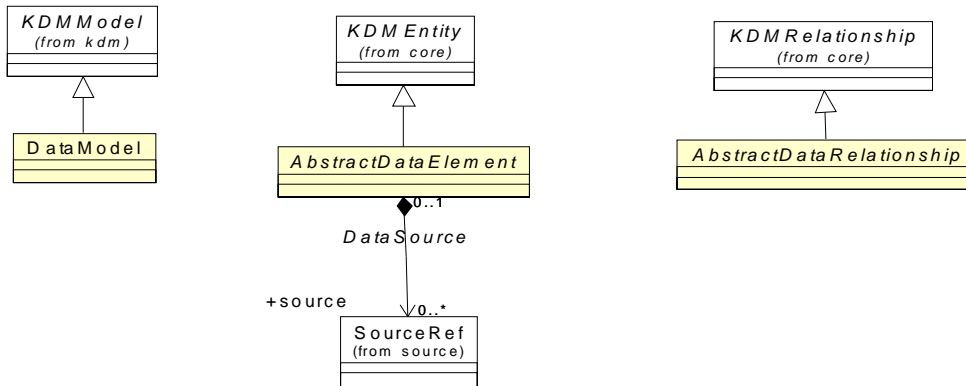 KDMModel
(from kdm)
DataModel
KDMEntity
(from core)
AbstractDataElement
0..1
DataSource
+source
0..*
SourceRef
(from source)
KDMRelationship
(from core)
AbstractDataRelationship